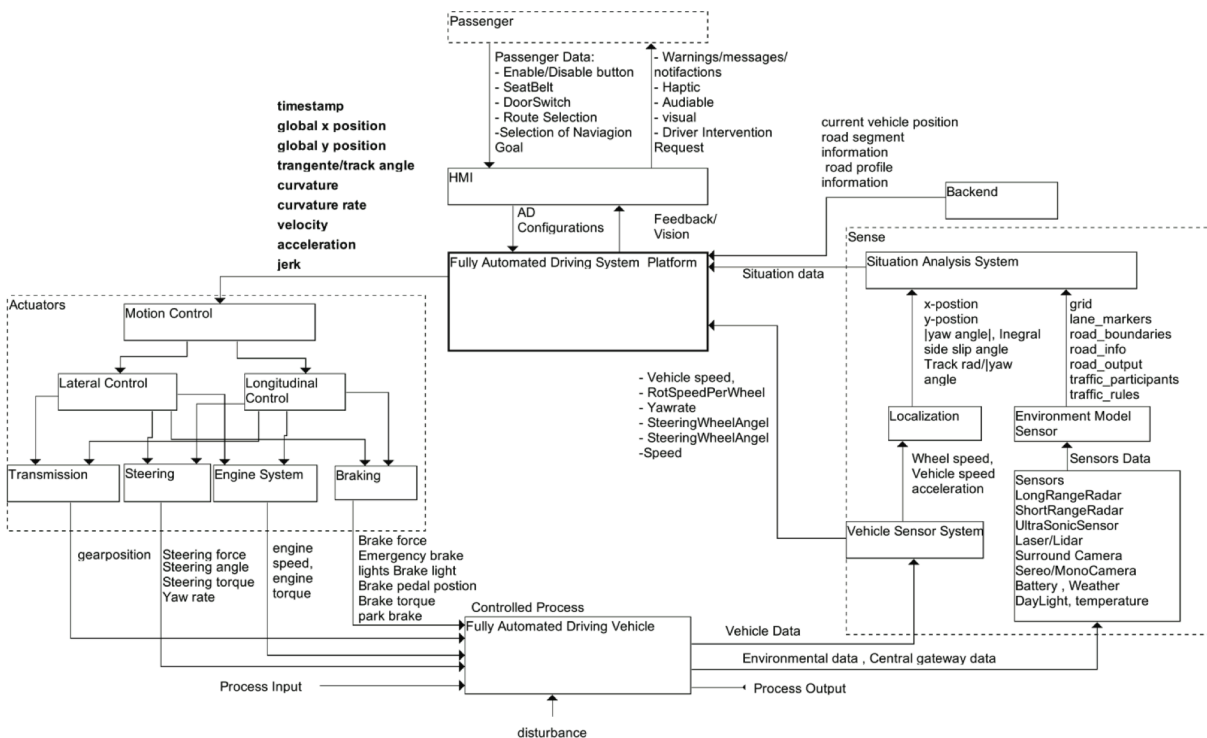 Passenger
Passenger Data:
- Enable/Disable button
- SeatBelt
- DoorSwitch
- Route Selection
-Selection of Naviagion
Goal
- Warnings/messages/
notifactions
- Haptic
- Audiable
- visual
- Driver Intervention
Request
timestamp
global x position
global y position
trangente/track angle
curvature
curvature rate
velocity
acceleration
jerk
current vehicle position
road segment
information
road profile
information
HMI
Backend
AD
Configurations
Feedback/
Vision
Sense
Fully Automated Driving System Platform
Situation data
Situation Analysis System
Actuators
Motion Control
Lateral Control
Longitudinal
Control
x-postion
y-postion
|yaw angle|, Inegral
side slip angle
Track rad/|yaw
angle
grid
lane_markers
road_boundaries
road_info
road_output
traffic_participants
traffic_rules
- Vehicle speed,
- RotSpeedPerWheel
- Yawrate
- SteeringWheelAngel
- SteeringWheelAngel
-Speed
Localization
Environment Model
Sensor
Transmission
Steering
Engine System
Braking
Wheel speed,
Vehicle speed
acceleration
Sensors Data
Sensors
LongRangeRadar
ShortRangeRadar
UltraSonicSensor
Laser/Lidar
Surround Camera
Sereo/MonoCamera
Battery , Weather
DayLight, temperature
Vehicle Sensor System
gearposition
Steering force
Steering angle
Steering torque
Yaw rate
engine
speed,
engine
torque
Brake force
Emergency brake
lights Brake light
Brake pedal postion
Brake torque
park brake
Controlled Process
Fully Automated Driving Vehicle
Vehicle Data
Environmental data , Central gateway data
Process Input
Process Output
disturbance